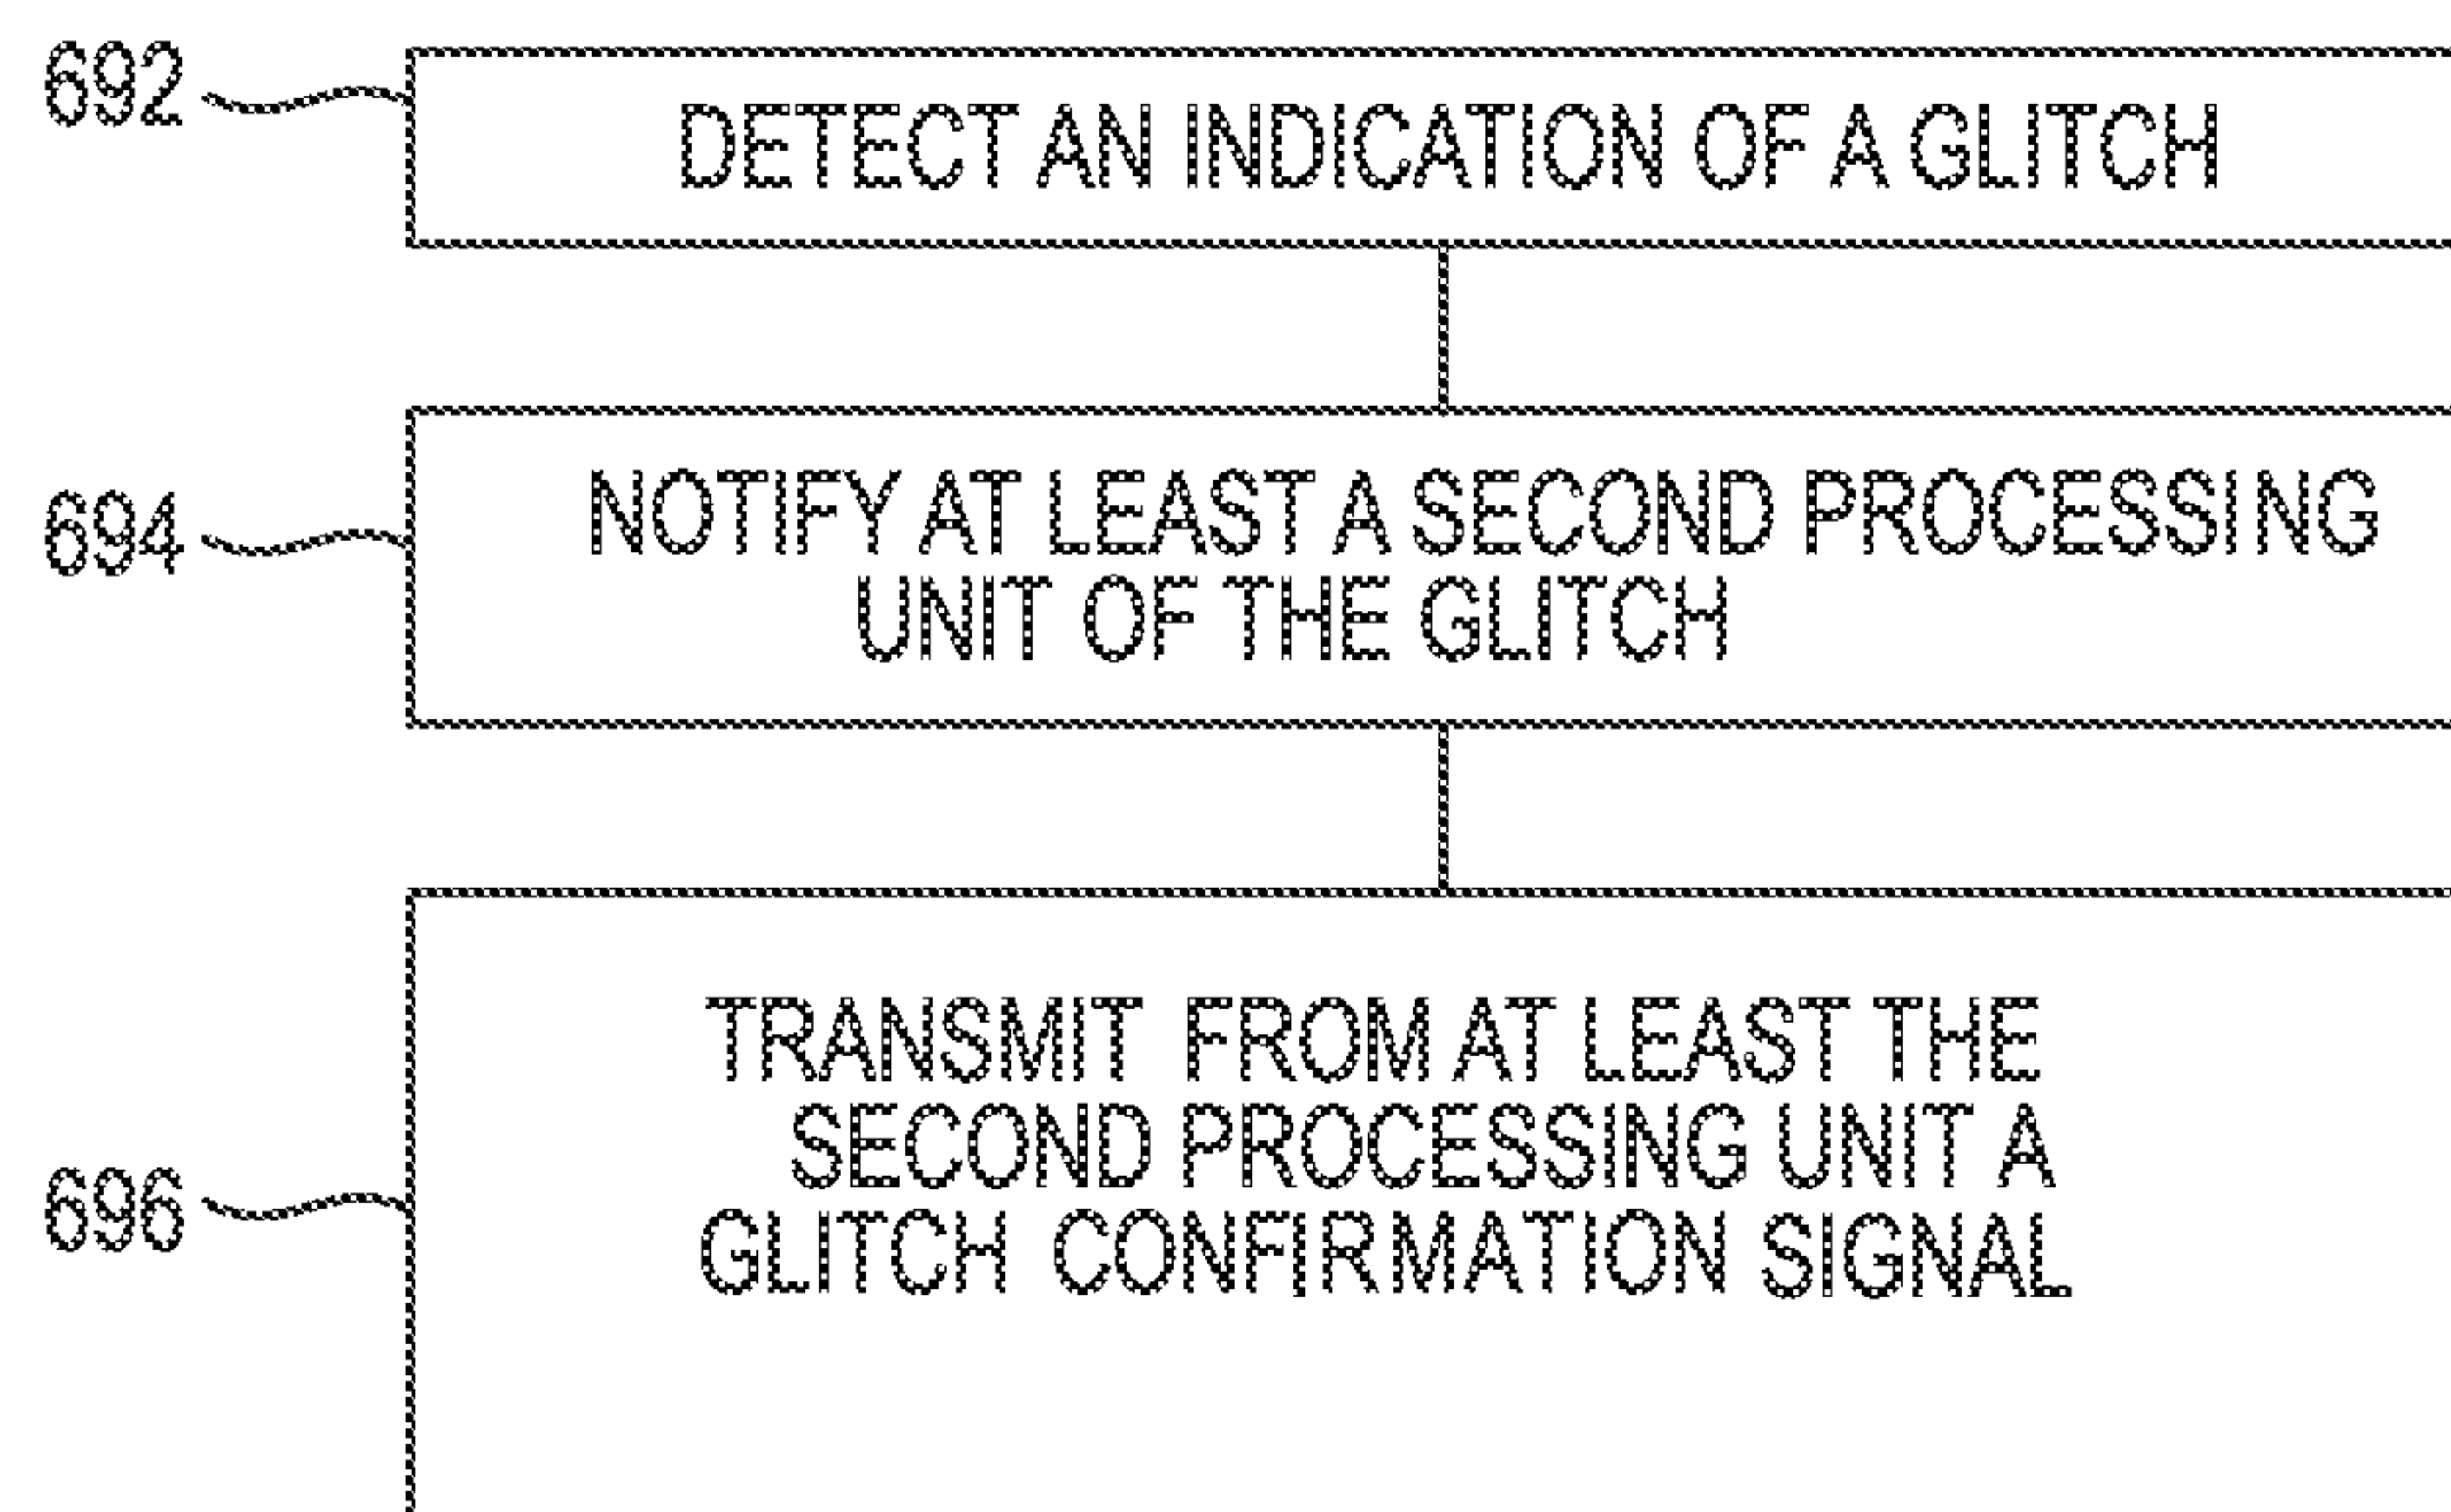 692
DETECT AN INDICATION OF A GLITCH
694
NOTIFY AT LEAST A SECOND PROCESSING
UNIT OF THE GLITCH
696
TRANSMIT FROM AT LEAST THE
SECOND PROCESSING UNIT A
GLITCH CONFIRMATION SIGNAL